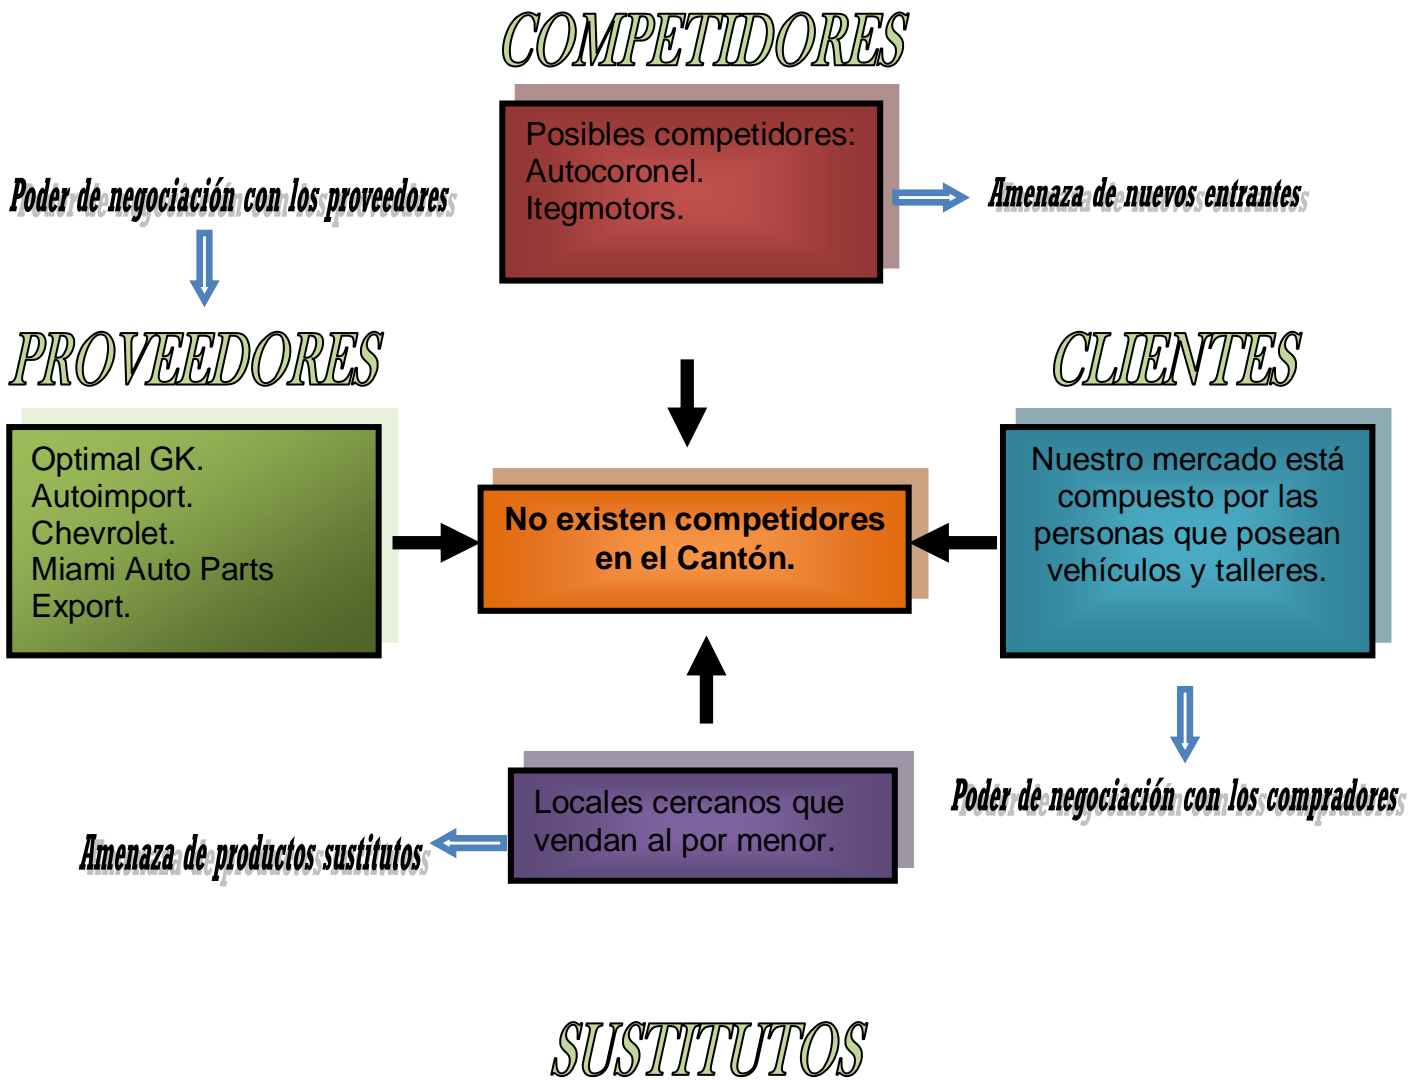 COMPETIDORES
Posibles competidores:
Autocoronel.
Itegmotors.
Poder de negociación con los proveedores
Amenaza de nuevos entrantes
PROVEEDORES
CLIENTES
Optimal GK.
Autoimport.
Chevrolet.
Miami Auto Parts
Export.
No existen competidores
en el Cantón.
Nuestro mercado está
compuesto por las
personas que posean
vehículos y talleres.
Poder de negociación con los compradores
Locales cercanos que
vendan al por menor.
Amenaza de productos sustitutos
SUSTITUTOS